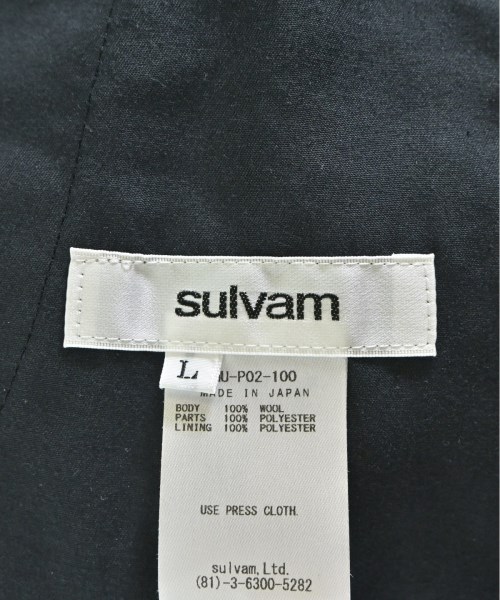 sulvam
L
U-P02-100
MADE IN JAPAN
BODY 100% WOOL
PARTS 100% POLYESTER
LINING 100% POLYESTER
USE PRESS CLOTH.
sulvam,Ltd.
(81)-3-6300-5282